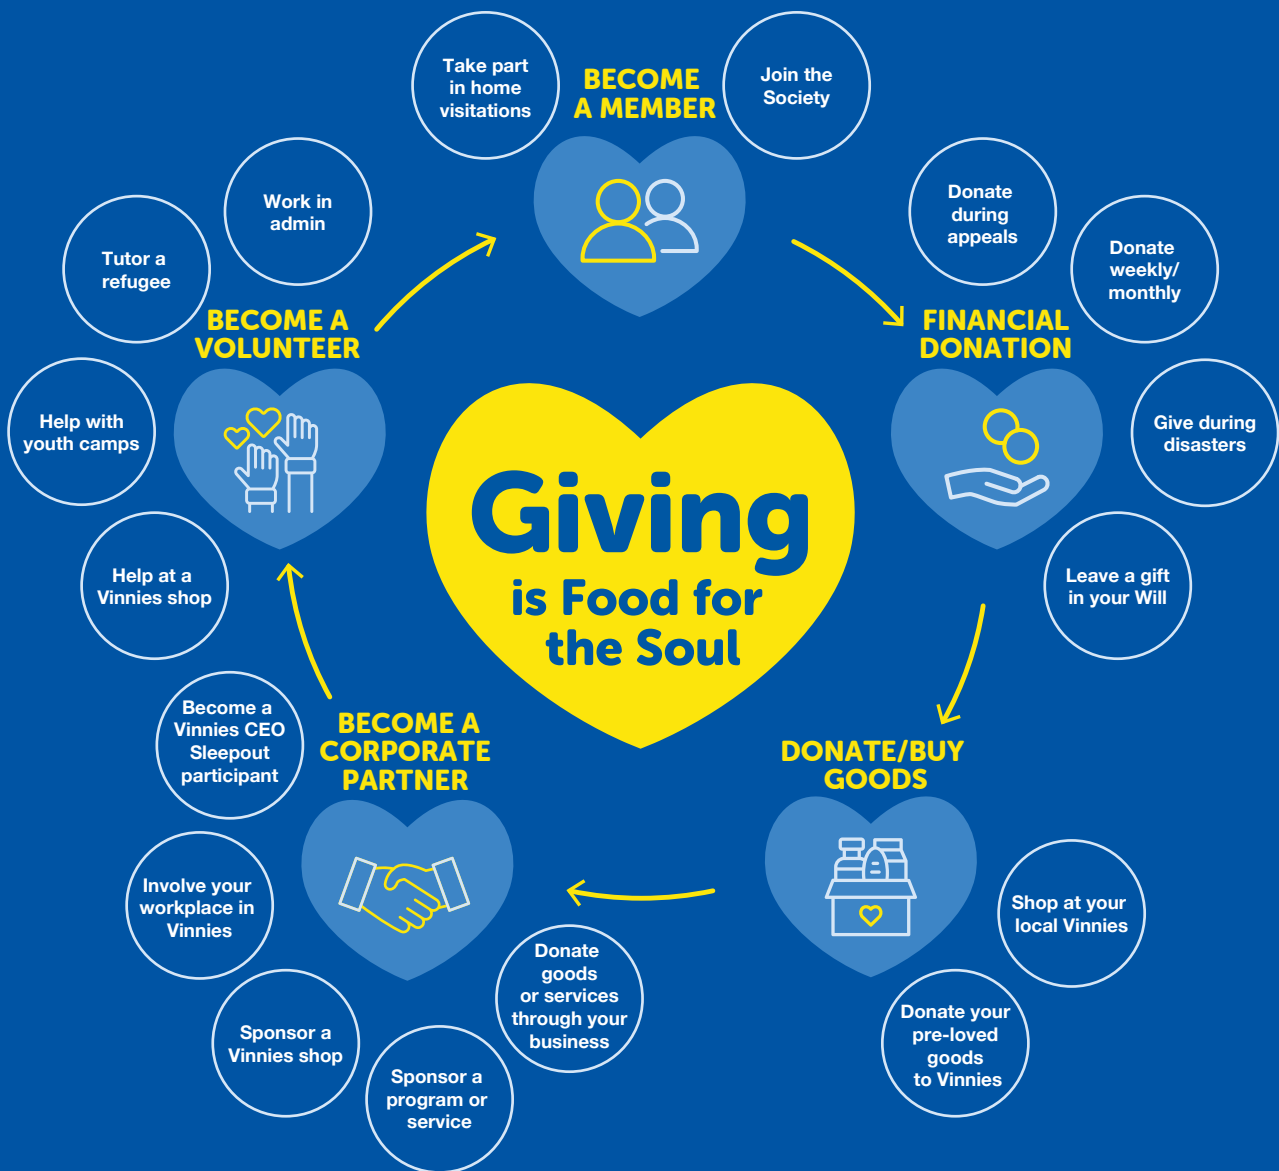 Giving
is Food for
the Soul
BECOME
A MEMBER
Take part
in home
visitations
Join the
Society
FINANCIAL
DONATION
Donate
during
appeals
Donate
weekly/
monthly
Give during
disasters
Leave a gift
in your Will
DONATE/BUY
GOODS
Shop at your
local Vinnies
Donate your
pre-loved
goods
to Vinnies
BECOME A
CORPORATE
PARTNER
Donate
goods
or services
through your
business
Sponsor a
program or
service
Sponsor a
Vinnies shop
Involve your
workplace in
Vinnies
Become a
Vinnies CEO
Sleepout
participant
BECOME A
VOLUNTEER
Help at a
Vinnies shop
Help with
youth camps
Tutor a
refugee
Work in
admin